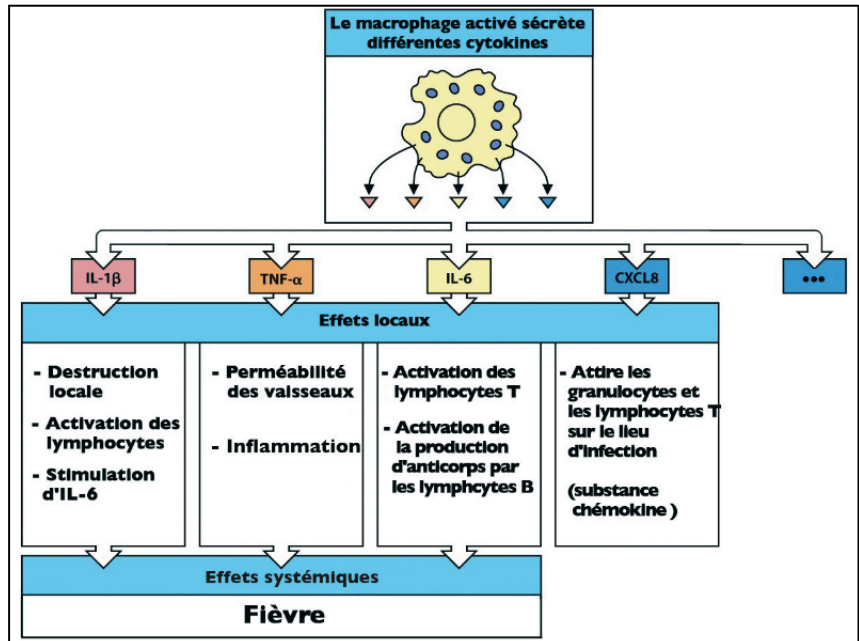 Le macrophage activé sécrète
différentes cytokines
IL-1β
TNF-α
IL-6
CXCL8
•••
Effets locaux
- Destruction
locale
- Activation des
lymphocytes
- Stimulation
d'IL-6
- Perméabilité
des vaisseaux
- Inflammation
- Activation des
lymphocytes T
- Activation de
la production
d'anticorps par
les lymphcytes B
- Attire les
granulocytes et
les lymphocytes T
sur le lieu
d'infection
(substance
chémokine )
Effets systémiques
Fièvre